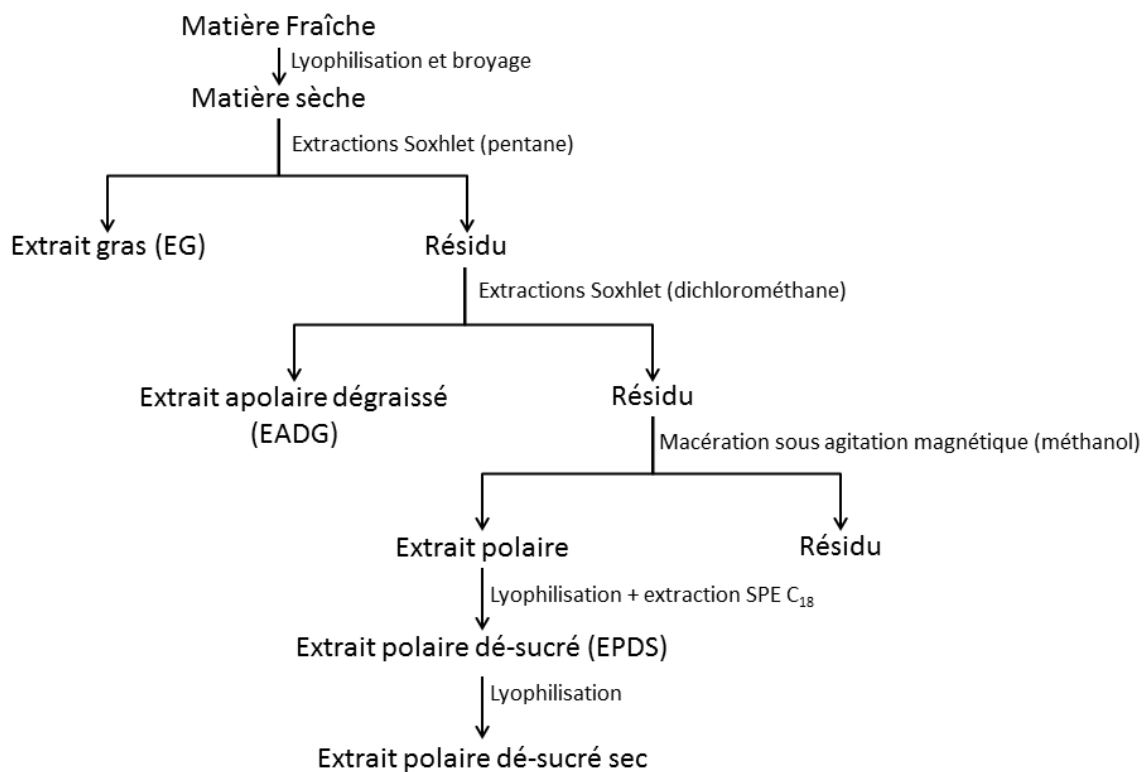 Matière Fraîche
Lyophilisation et broyage
Matière sèche
Extractions Soxhlet (pentane)
Extrait gras (EG)
Résidu
Extractions Soxhlet (dichlorométhane)
Extrait apolaire dégraissé
(EADG)
Résidu
Macération sous agitation magnétique (méthanol)
Extrait polaire
Résidu
Lyophilisation + extraction SPE C₁₈
Extrait polaire dé-sucré (EPDS)
Lyophilisation
Extrait polaire dé-sucré sec